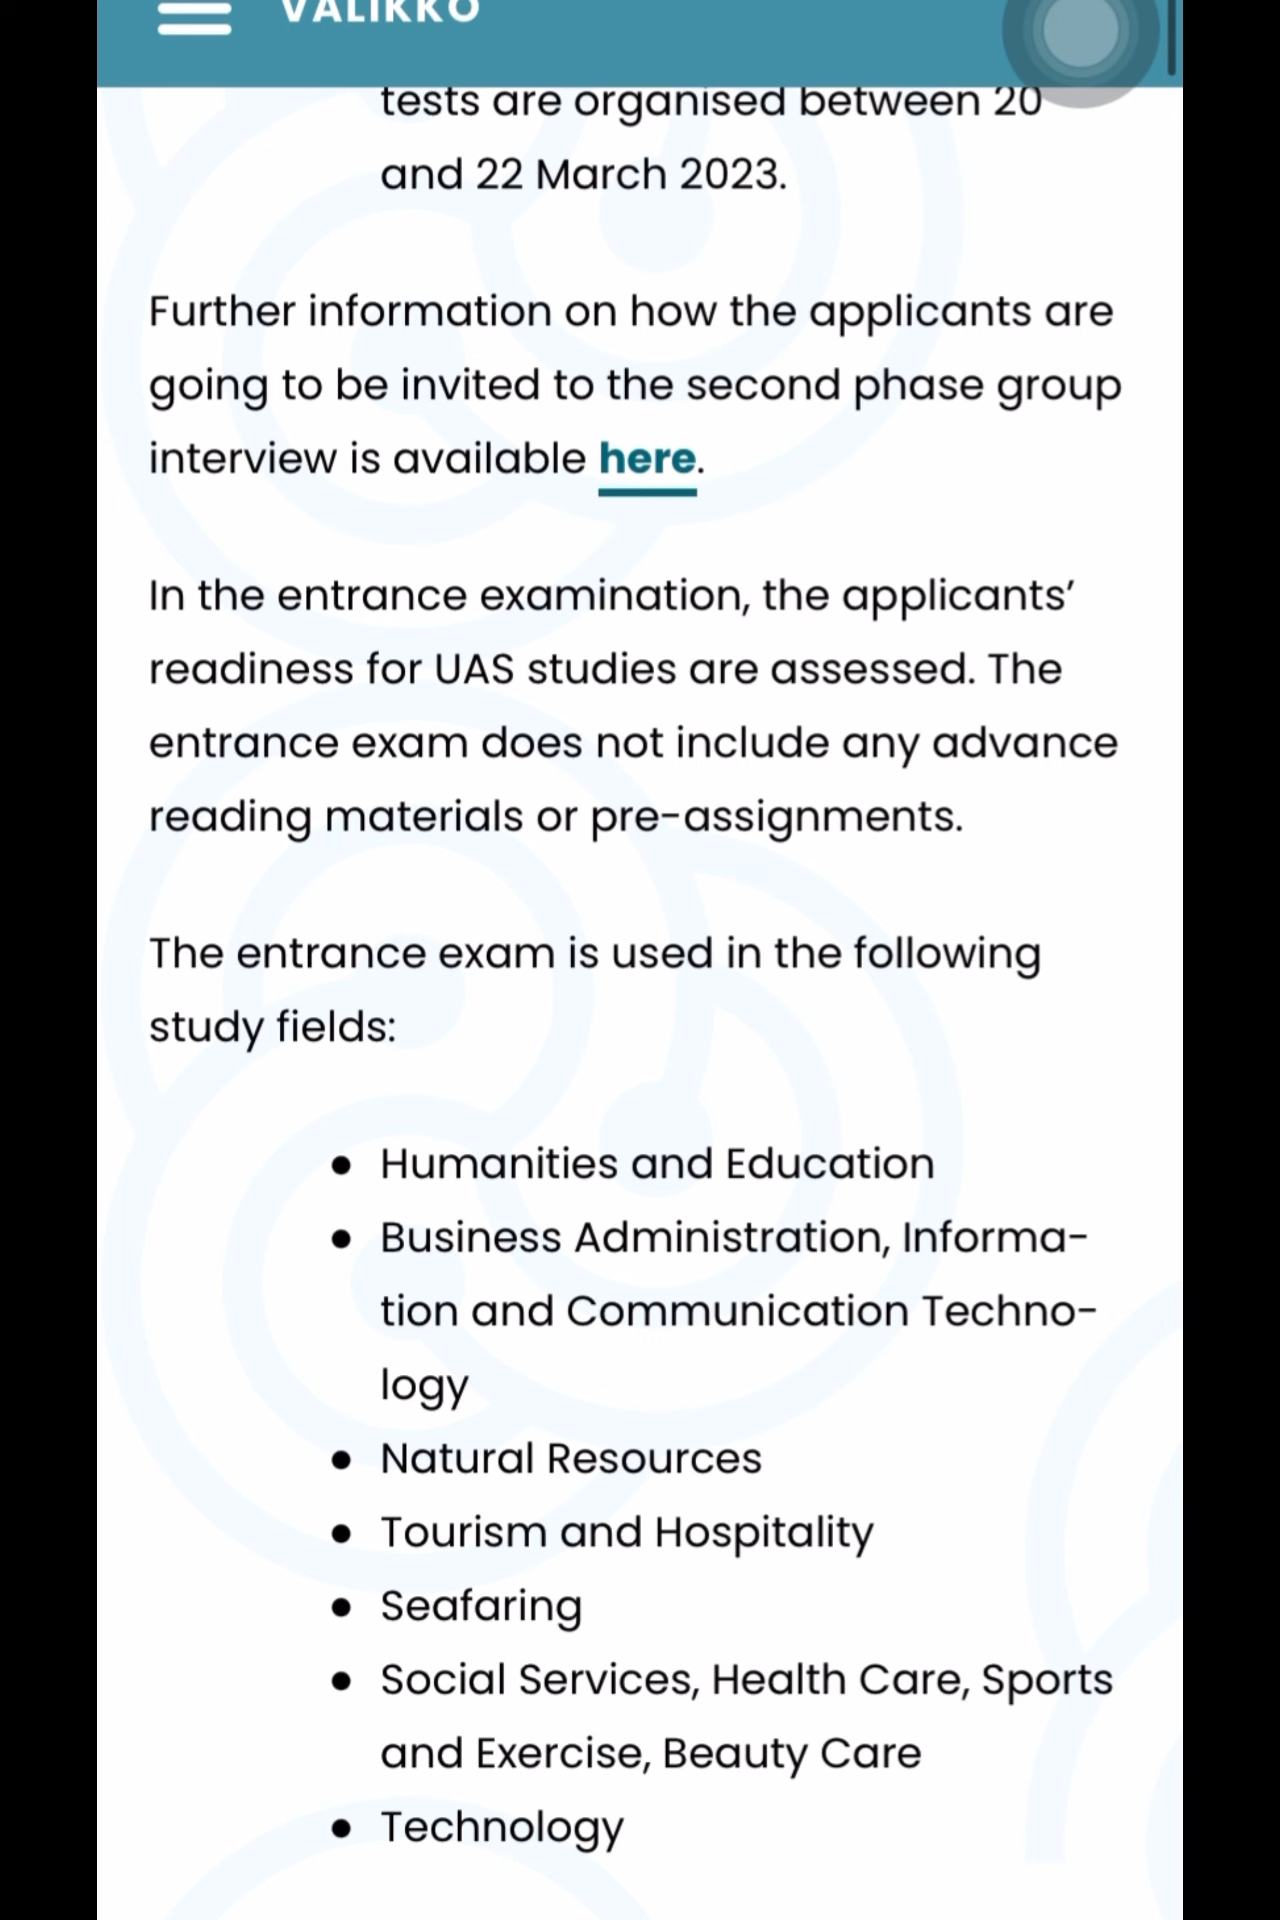 VALIKKO
tests are organised between 20
and 22 March 2023.
Further information on how the applicants are
going to be invited to the second phase group
interview is available here.
In the entrance examination, the applicants’
readiness for UAS studies are assessed. The
entrance exam does not include any advance
reading materials or pre-assignments.
The entrance exam is used in the following
study fields:
● Humanities and Education
● Business Administration, Informa-
tion and Communication Techno-
logy
● Natural Resources
● Tourism and Hospitality
● Seafaring
● Social Services, Health Care, Sports
and Exercise, Beauty Care
● Technology